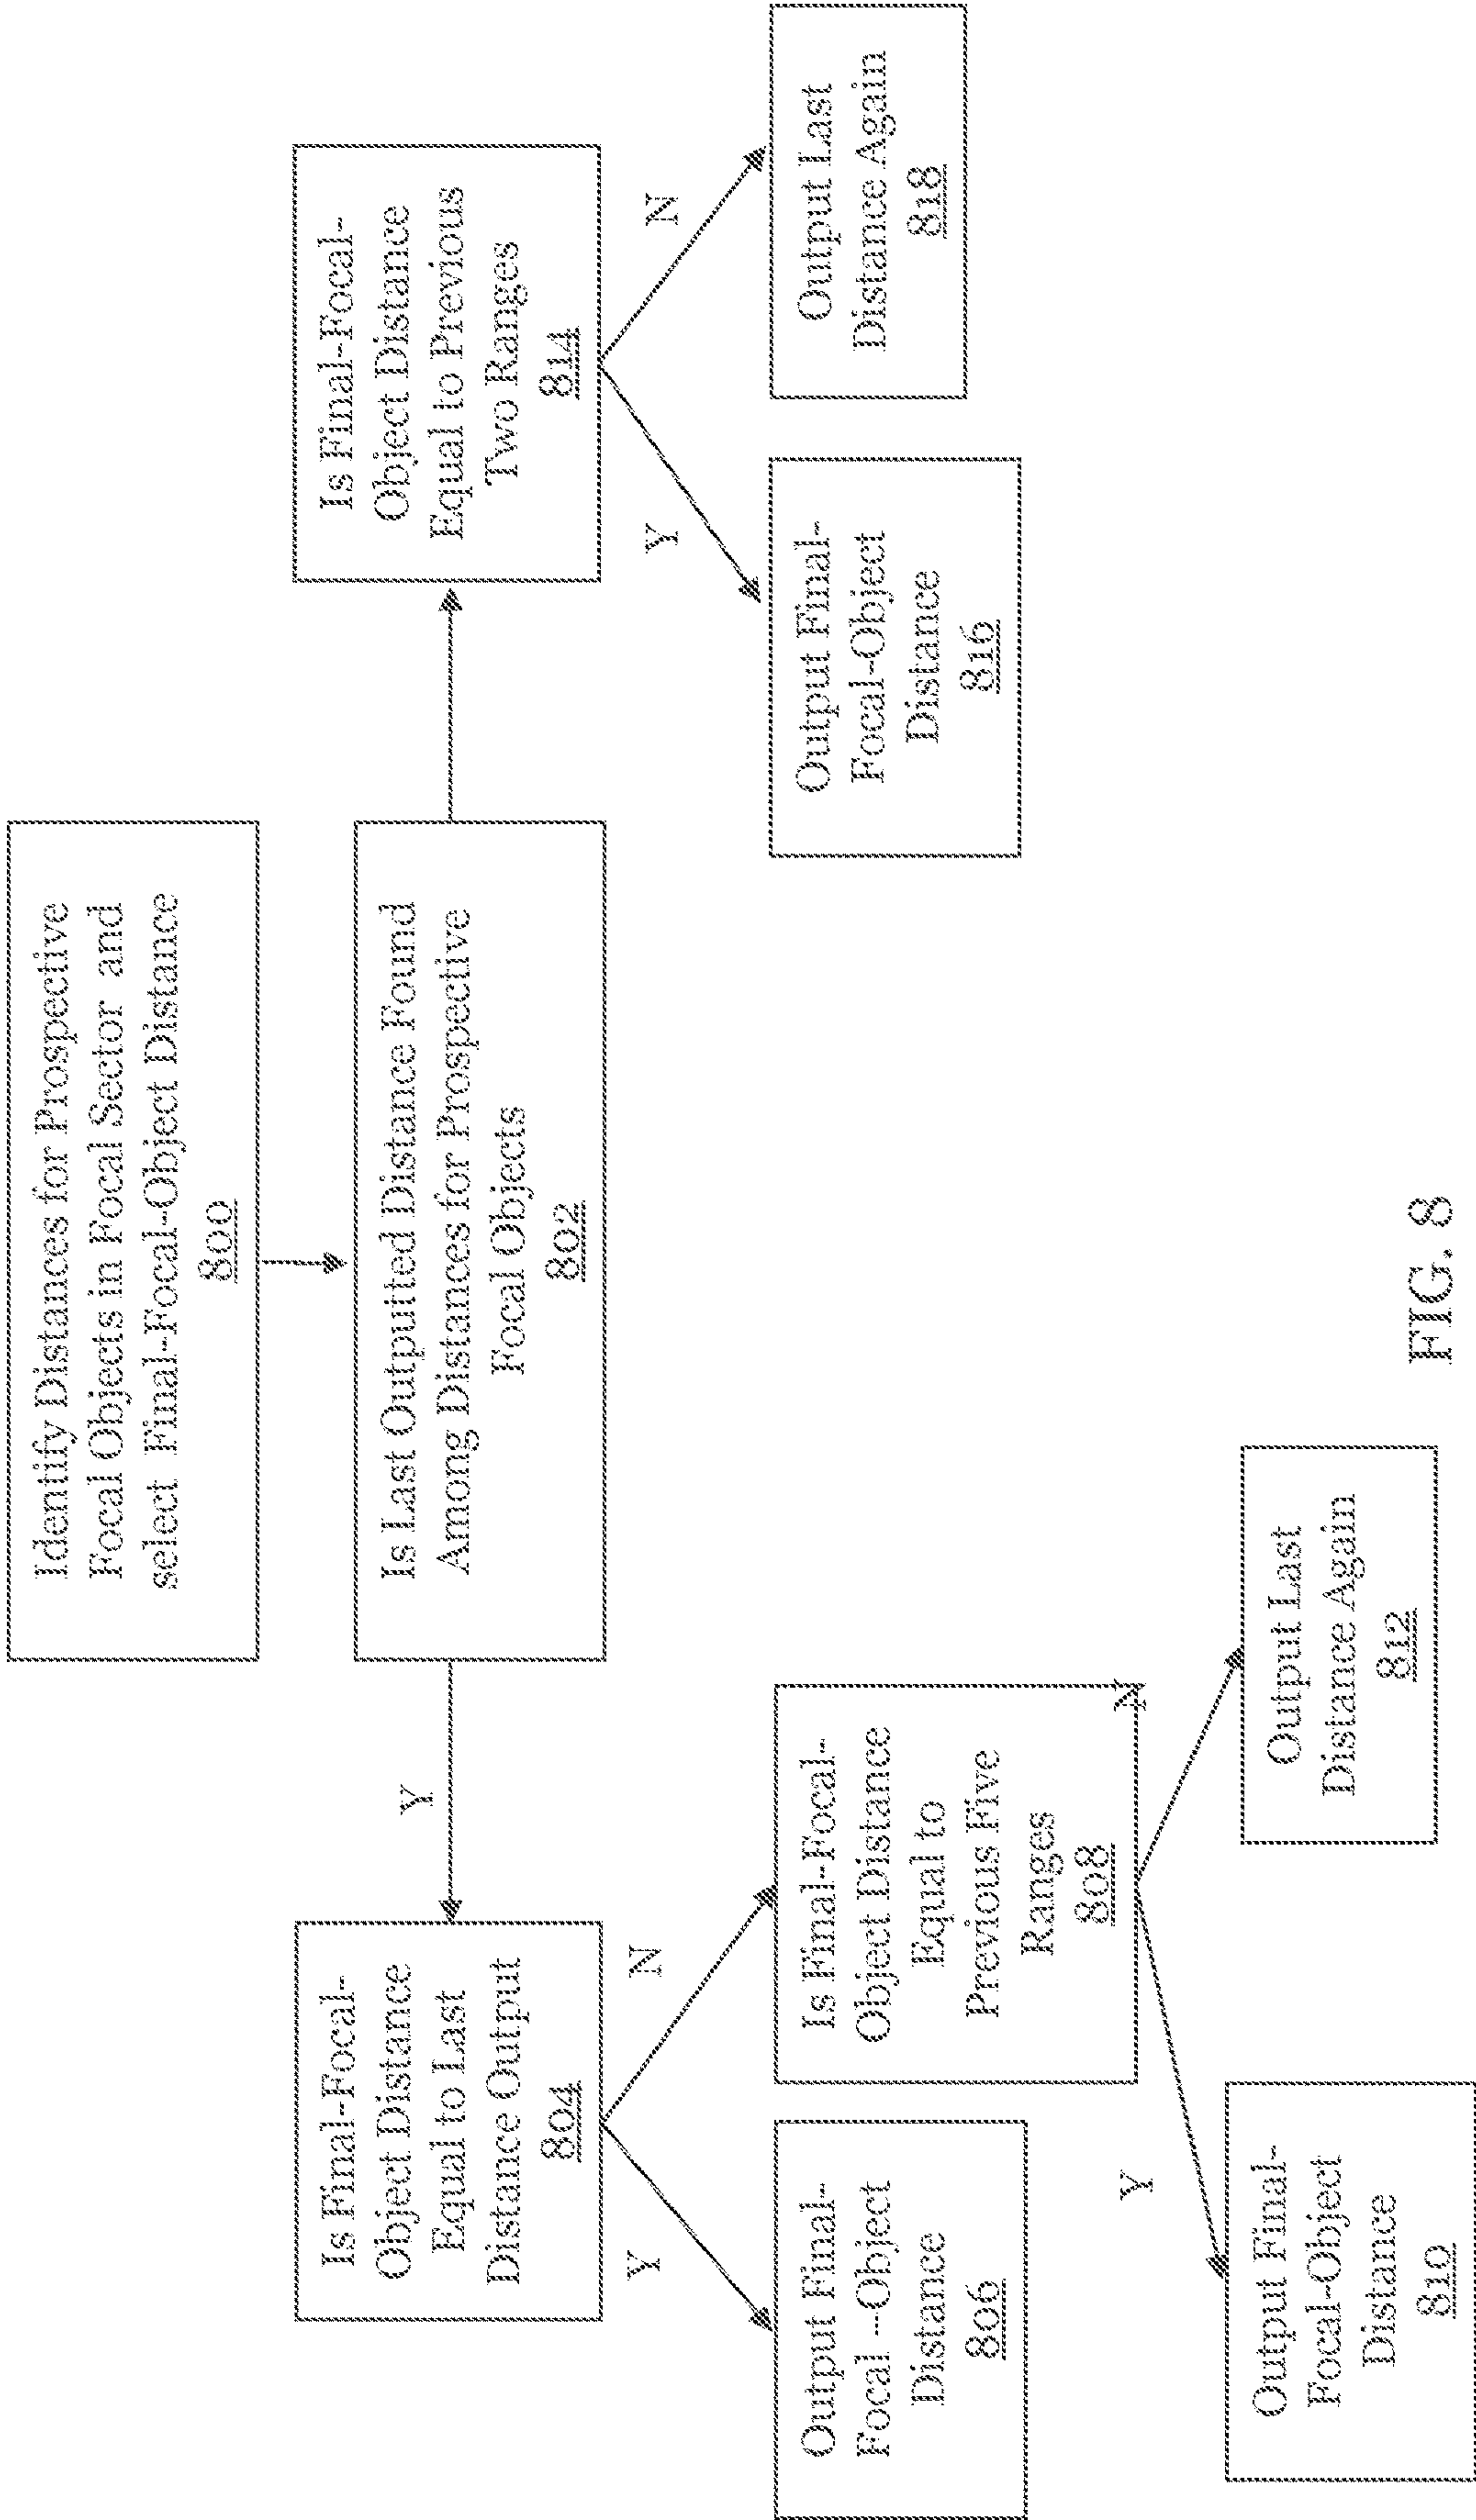 Identify Distances for Prospective
Focal Objects in Focal Sector and
select Final-Focal-Object Distance
800
Is Last Outputted Distance Found
Among Distances for Prospective
Focal Objects
802
Y
Is Final-Focal-
Object Distance
Equal to Last
Distance Output
804
Is Final-Focal-
Object Distance
Equal to Previous
Two Ranges
814
Y
N
Y
N
Output Final-
Focal --Object
Distance
806
Is Final-Focal-
Object Distance
Equal to
Previous Five
Ranges
808
Output Final-
Focal-Object
Distance
816
Output Last
Distance Again
818
Y
N
Output Final-
Focal-Object
Distance
810
Output Last
Distance Again
812
FIG. 8